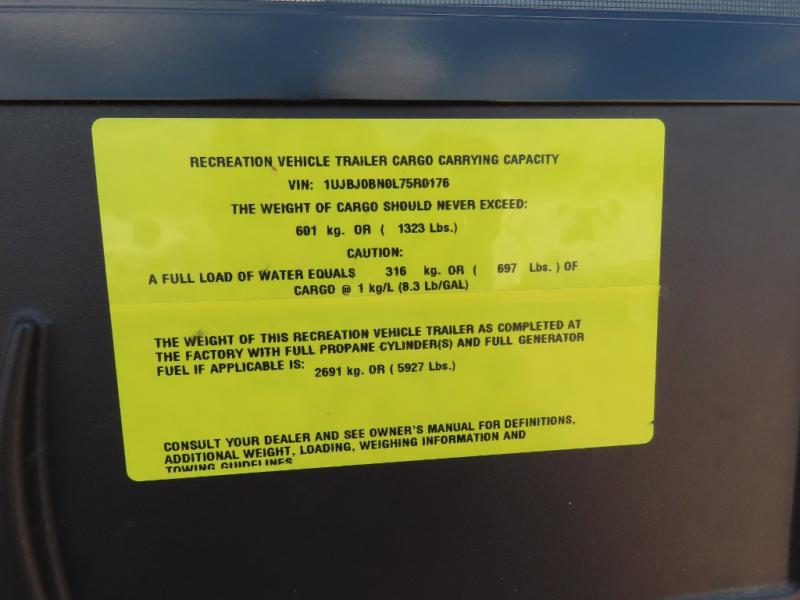 RECREATION VEHICLE TRAILER CARGO CARRYING CAPACITY
VIN: 1UJBJ0BN0L75R0176
THE WEIGHT OF CARGO SHOULD NEVER EXCEED:
601 kg. OR ( 1323 Lbs.)
CAUTION:
A FULL LOAD OF WATER EQUALS 316 kg. OR ( 697 Lbs. ) OF
CARGO @ 1 kg/L (8.3 Lb/GAL)
THE WEIGHT OF THIS RECREATION VEHICLE TRAILER AS COMPLETED AT
THE FACTORY WITH FULL PROPANE CYLINDER(S) AND FULL GENERATOR
FUEL IF APPLICABLE IS: 2691 kg. OR ( 5927 Lbs.)
CONSULT YOUR DEALER AND SEE OWNER'S MANUAL FOR DEFINITIONS,
ADDITIONAL WEIGHT, LOADING, WEIGHING INFORMATION AND
TOWING GUIDELINES